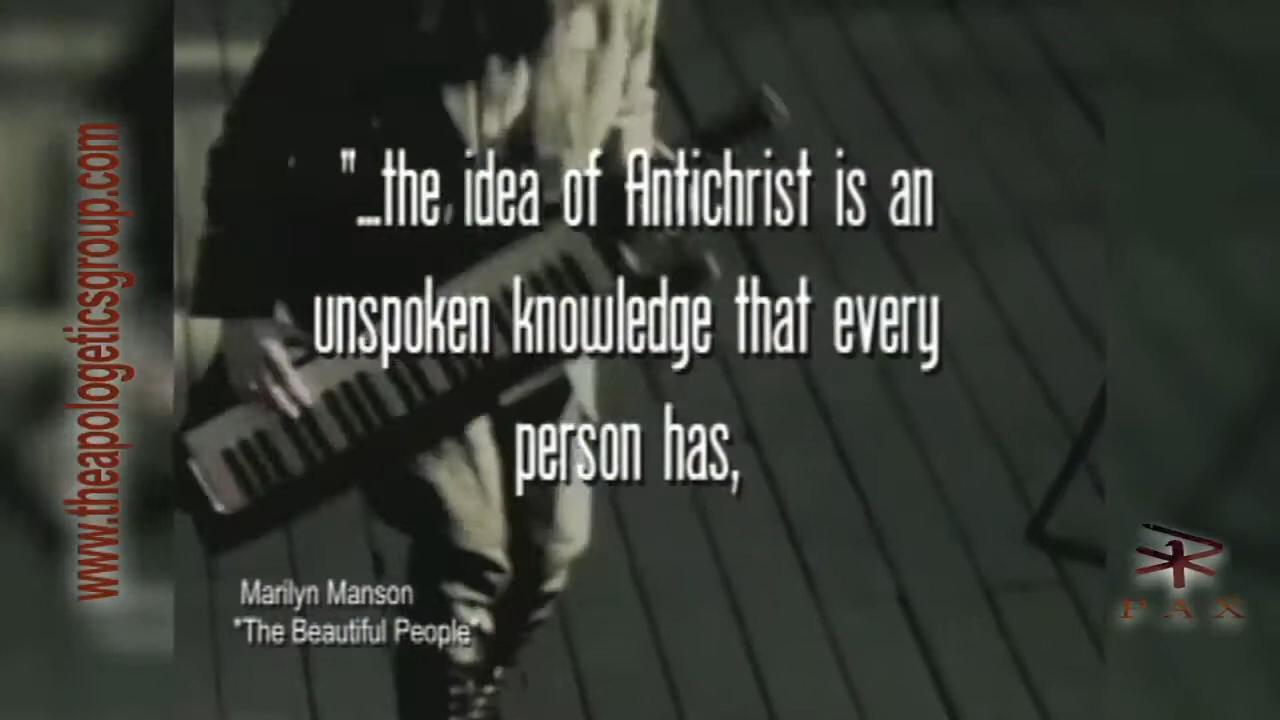 www.theapologeticsgroup.com
"...the idea of Antichrist is an
unspoken knowledge that every
person has,
Marilyn Manson
"The Beautiful People"
PAX